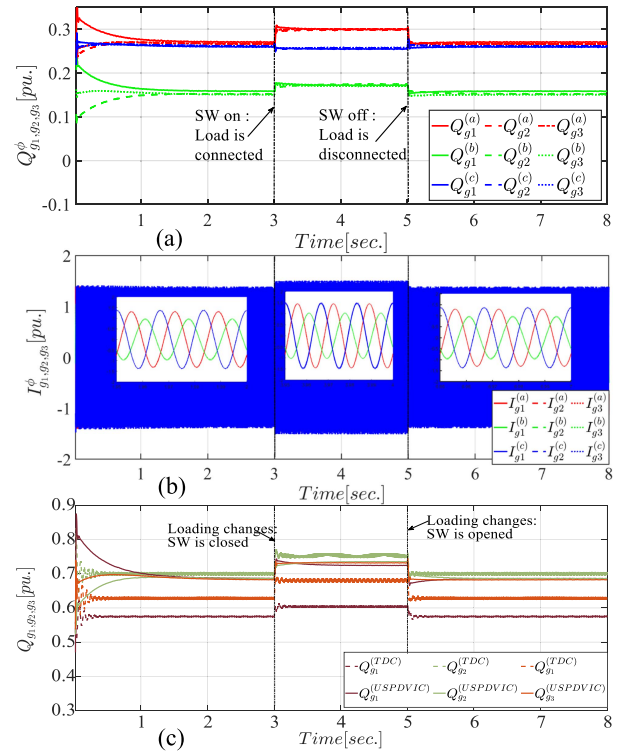 0.3
0.2
0.1
0
-0.1
Q^ϕ_{g1,g2,g3}[pu.]
SW on :
Load is
connected
SW off :
Load is
disconnected
Q_{g1}^{(a)} Q_{g2}^{(a)} Q_{g3}^{(a)}
Q_{g1}^{(b)} Q_{g2}^{(b)} Q_{g3}^{(b)}
Q_{g1}^{(c)} Q_{g2}^{(c)} Q_{g3}^{(c)}
1 2 3 4 5 6 7 8
(a)
Time[sec.]
2
1
0
-1
-2
I^ϕ_{g1,g2,g3}[pu.]
I_{g1}^{(a)} I_{g2}^{(a)} I_{g3}^{(a)}
I_{g1}^{(b)} I_{g2}^{(b)} I_{g3}^{(b)}
I_{g1}^{(c)} I_{g2}^{(c)} I_{g3}^{(c)}
1 2 3 4 5 6 7 8
(b)
Time[sec.]
0.9
0.8
0.7
0.6
0.5
0.4
0.3
Q_{g1,g2,g3}[pu.]
Loading changes:
SW is closed
Loading changes:
SW is opened
Q_{g1}^{(TDC)} Q_{g2}^{(TDC)} Q_{g1}^{(TDC)}
Q_{g1}^{(USPDVIC)} Q_{g2}^{(USPDVIC)} Q_{g3}^{(USPDVIC)}
0 1 2 3 4 5 6 7 8
(c)
Time[sec.]